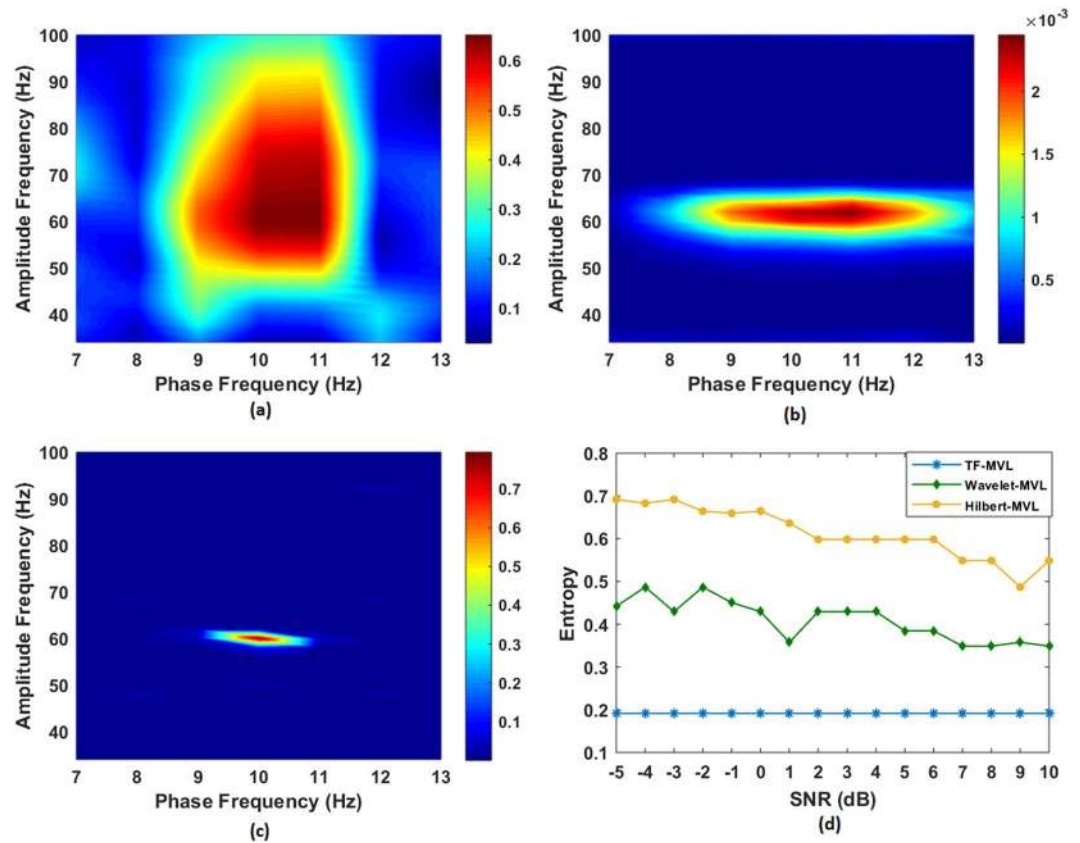 100
90
80
70
60
50
40
Amplitude Frequency (Hz)
7 8 9 10 11 12 13
Phase Frequency (Hz)
(a)
0.6
0.5
0.4
0.3
0.2
0.1
100
90
80
70
60
50
40
Amplitude Frequency (Hz)
7 8 9 10 11 12 13
Phase Frequency (Hz)
(b)
×10⁻³
2
1.5
1
0.5
100
90
80
70
60
50
40
Amplitude Frequency (Hz)
7 8 9 10 11 12 13
Phase Frequency (Hz)
(c)
0.7
0.6
0.5
0.4
0.3
0.2
0.1
0.8
0.7
0.6
0.5
0.4
0.3
0.2
0.1
Entropy
TF-MVL
Wavelet-MVL
Hilbert-MVL
-5 -4 -3 -2 -1 0 1 2 3 4 5 6 7 8 9 10
SNR (dB)
(d)